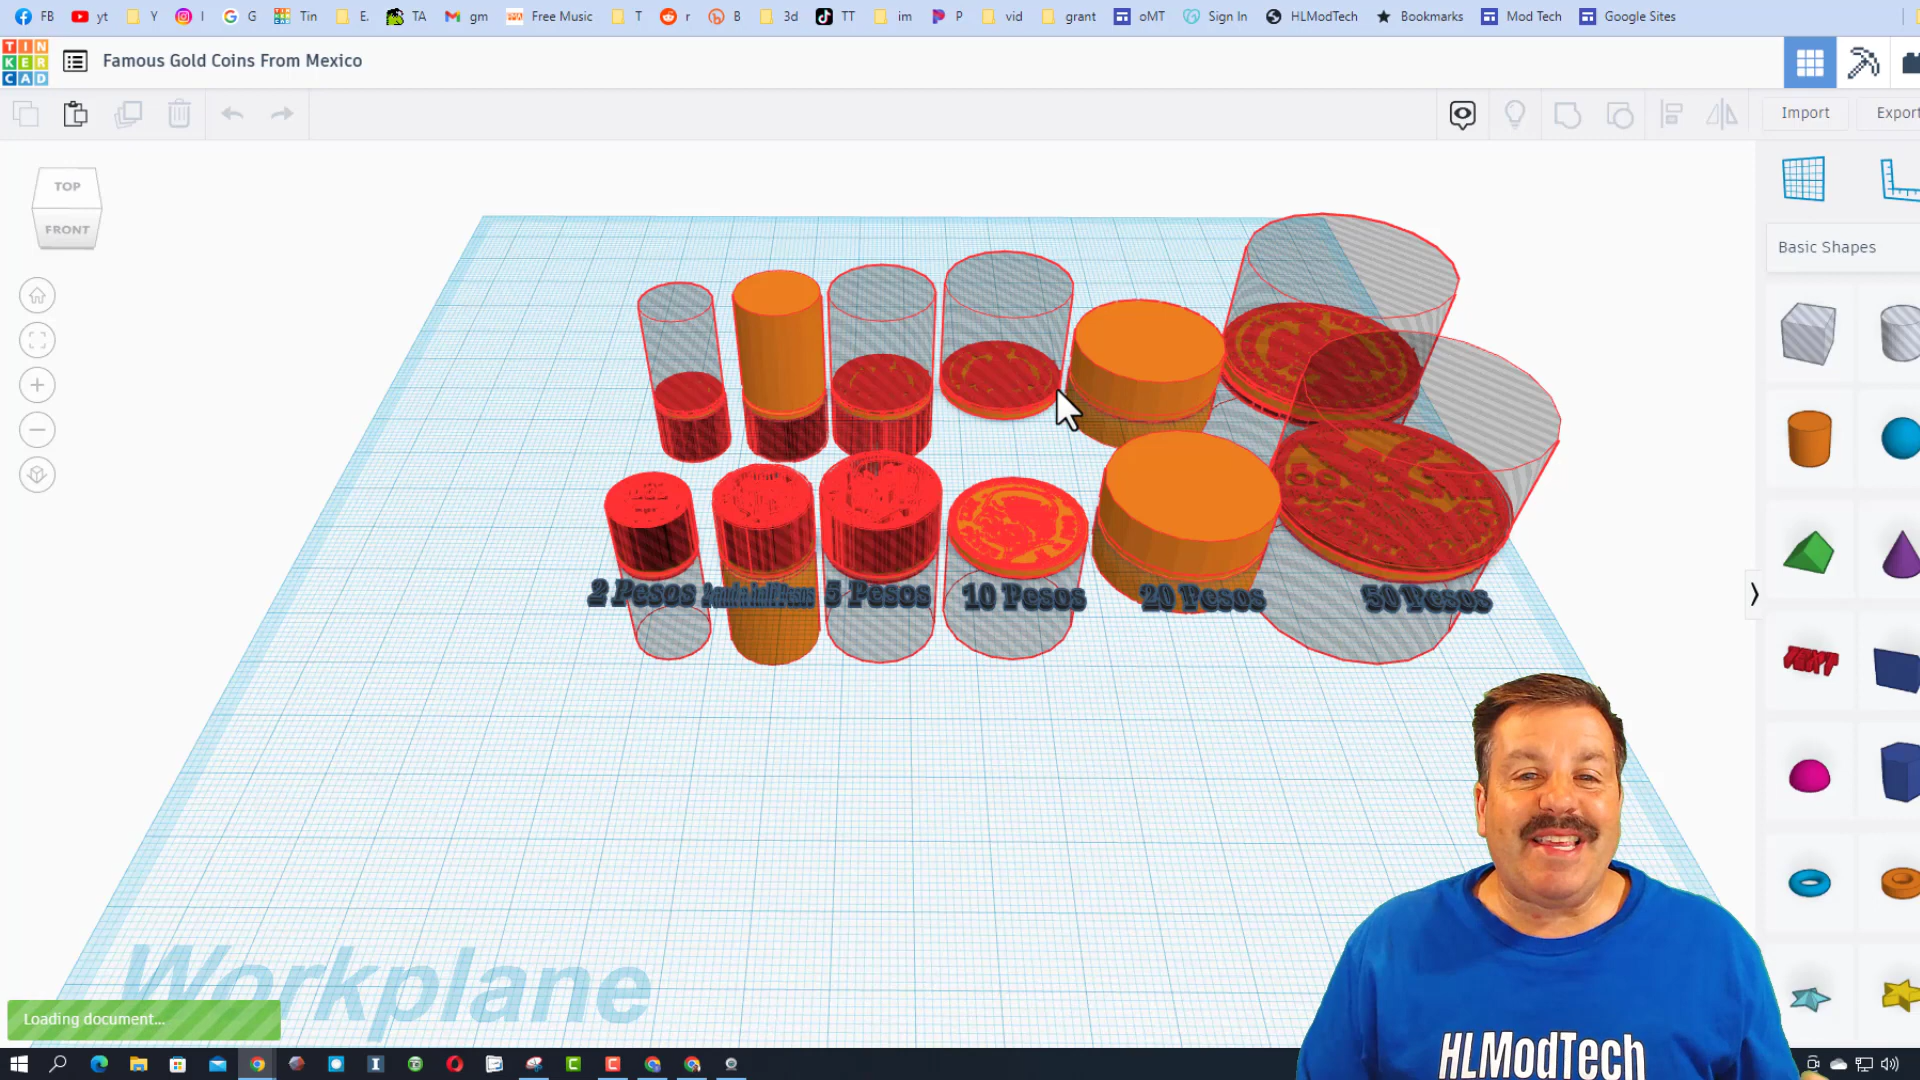 FB yt Y I G Tin E. TA gm Free Music T r B 3d TT im P vid grant oMT Sign In HLModTech Bookmarks Mod Tech Google Sites
TIN
KER
CAD
Famous Gold Coins From Mexico
Import Export
TOP
FRONT
Basic Shapes
2 Pesos 5 Pesos 10 Pesos 20 Pesos 50 Pesos
TEXT
Workplane
Loading document...
HLModTech